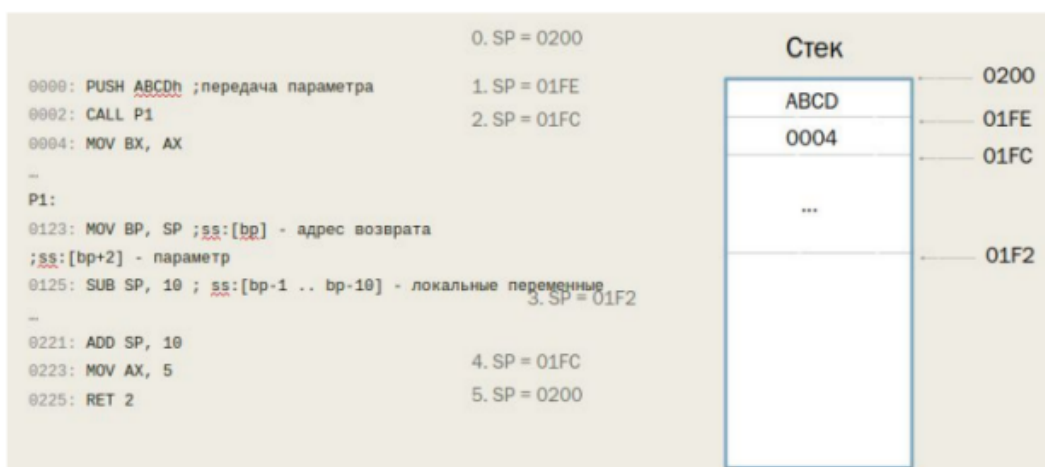 0. SP = 0200
Стек
0200
0000: PUSH ABCDh ;передача параметра
1. SP = 01FE
ABCD
01FE
0002: CALL P1
2. SP = 01FC
0004
01FC
0004: MOV BX, AX
…
P1:
...
0123: MOV BP, SP ;ss:[bp] - адрес возврата
;ss:[bp+2] - параметр
01F2
0125: SUB SP, 10 ; ss:[bp-1 .. bp-10] - локальные переменные
3. SP = 01F2
…
0221: ADD SP, 10
0223: MOV AX, 5
4. SP = 01FC
0225: RET 2
5. SP = 0200